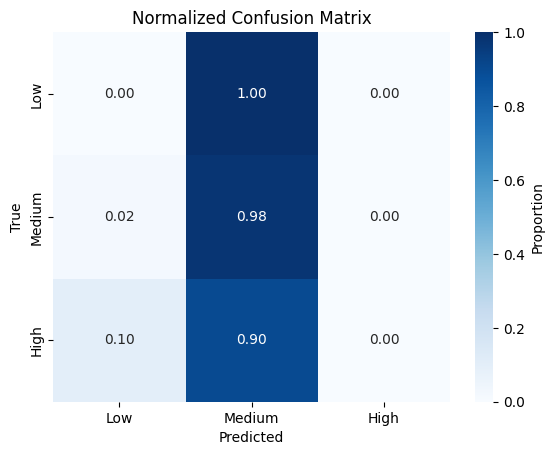 Normalized Confusion Matrix
True
Low
0.00 1.00 0.00
Medium
0.02 0.98 0.00
High
0.10 0.90 0.00
Low Medium High
Predicted
1.0
0.8
0.6
0.4
0.2
0.0
Proportion